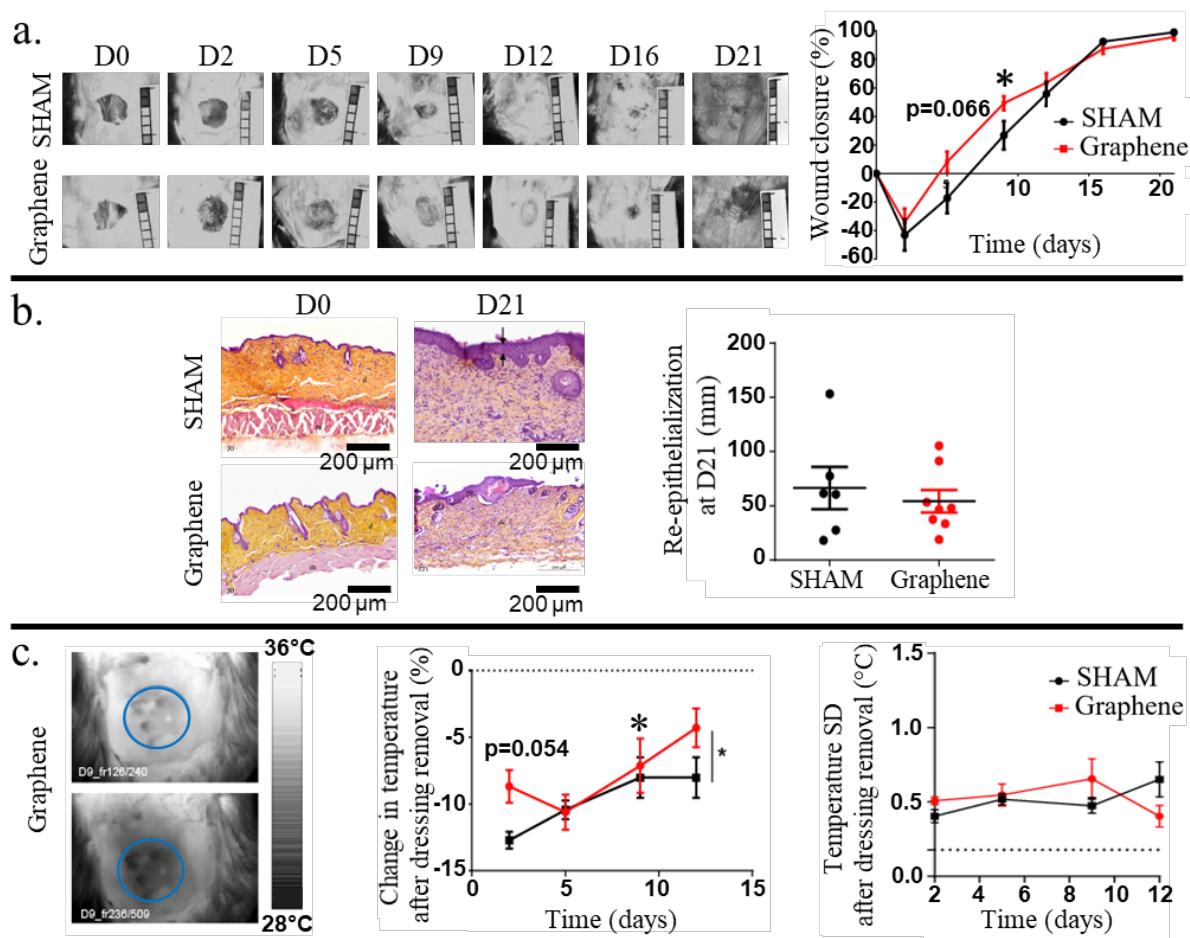 a.
D0 D2 D5 D9 D12 D16 D21
SHAM
Graphene
Wound closure (%)
100
80
60
40
20
0
-20
-40
-60
10 15 20
Time (days)
p=0.066
*
SHAM
Graphene
b.
D0 D21
SHAM
Graphene
200 µm
200 µm
200 µm
200 µm
d
m
J0
d
m
J0
Re-epithelialization
at D21 (mm)
200
150
100
50
0
SHAM Graphene
c.
Graphene
D9_fr126/240
D9_fr236/509
36°C
28°C
Change in temperature
after dressing removal (%)
0
-5
-10
-15
0 5 10 15
Time (days)
p=0.054
*
*
Temperature SD
after dressing removal (°C)
1.5
1.0
0.5
0.0
2 4 6 8 10 12
Time (days)
SHAM
Graphene